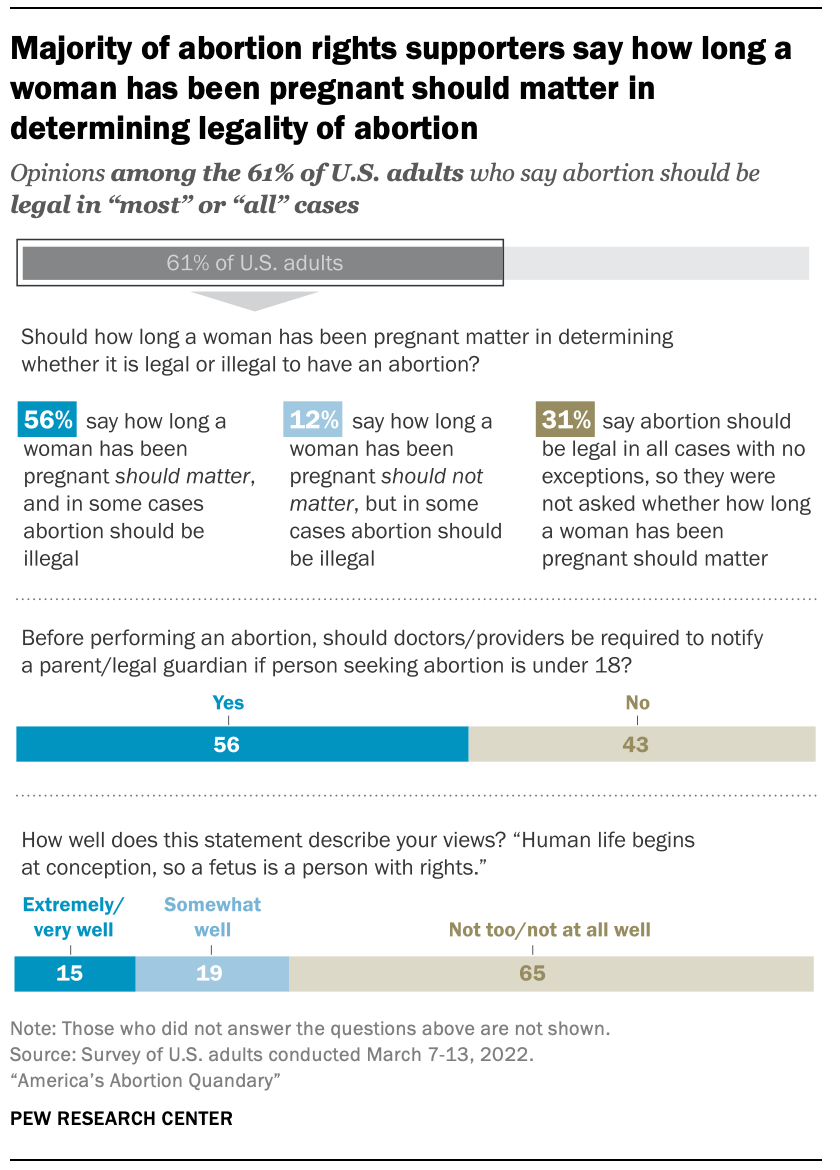 Majority of abortion rights supporters say how long a
woman has been pregnant should matter in
determining legality of abortion
Opinions among the 61% of U.S. adults who say abortion should be
legal in “most” or “all” cases
61% of U.S. adults
Should how long a woman has been pregnant matter in determining
whether it is legal or illegal to have an abortion?
56% say how long a
woman has been
pregnant should matter,
and in some cases
abortion should be
illegal
12% say how long a
woman has been
pregnant should not
matter, but in some
cases abortion should
be illegal
31% say abortion should
be legal in all cases with no
exceptions, so they were
not asked whether how long
a woman has been
pregnant should matter
Before performing an abortion, should doctors/providers be required to notify
a parent/legal guardian if person seeking abortion is under 18?
Yes No
56 43
How well does this statement describe your views? “Human life begins
at conception, so a fetus is a person with rights.”
Extremely/
very well
Somewhat
well
Not too/not at all well
15 19 65
Note: Those who did not answer the questions above are not shown.
Source: Survey of U.S. adults conducted March 7-13, 2022.
“America’s Abortion Quandary”
PEW RESEARCH CENTER